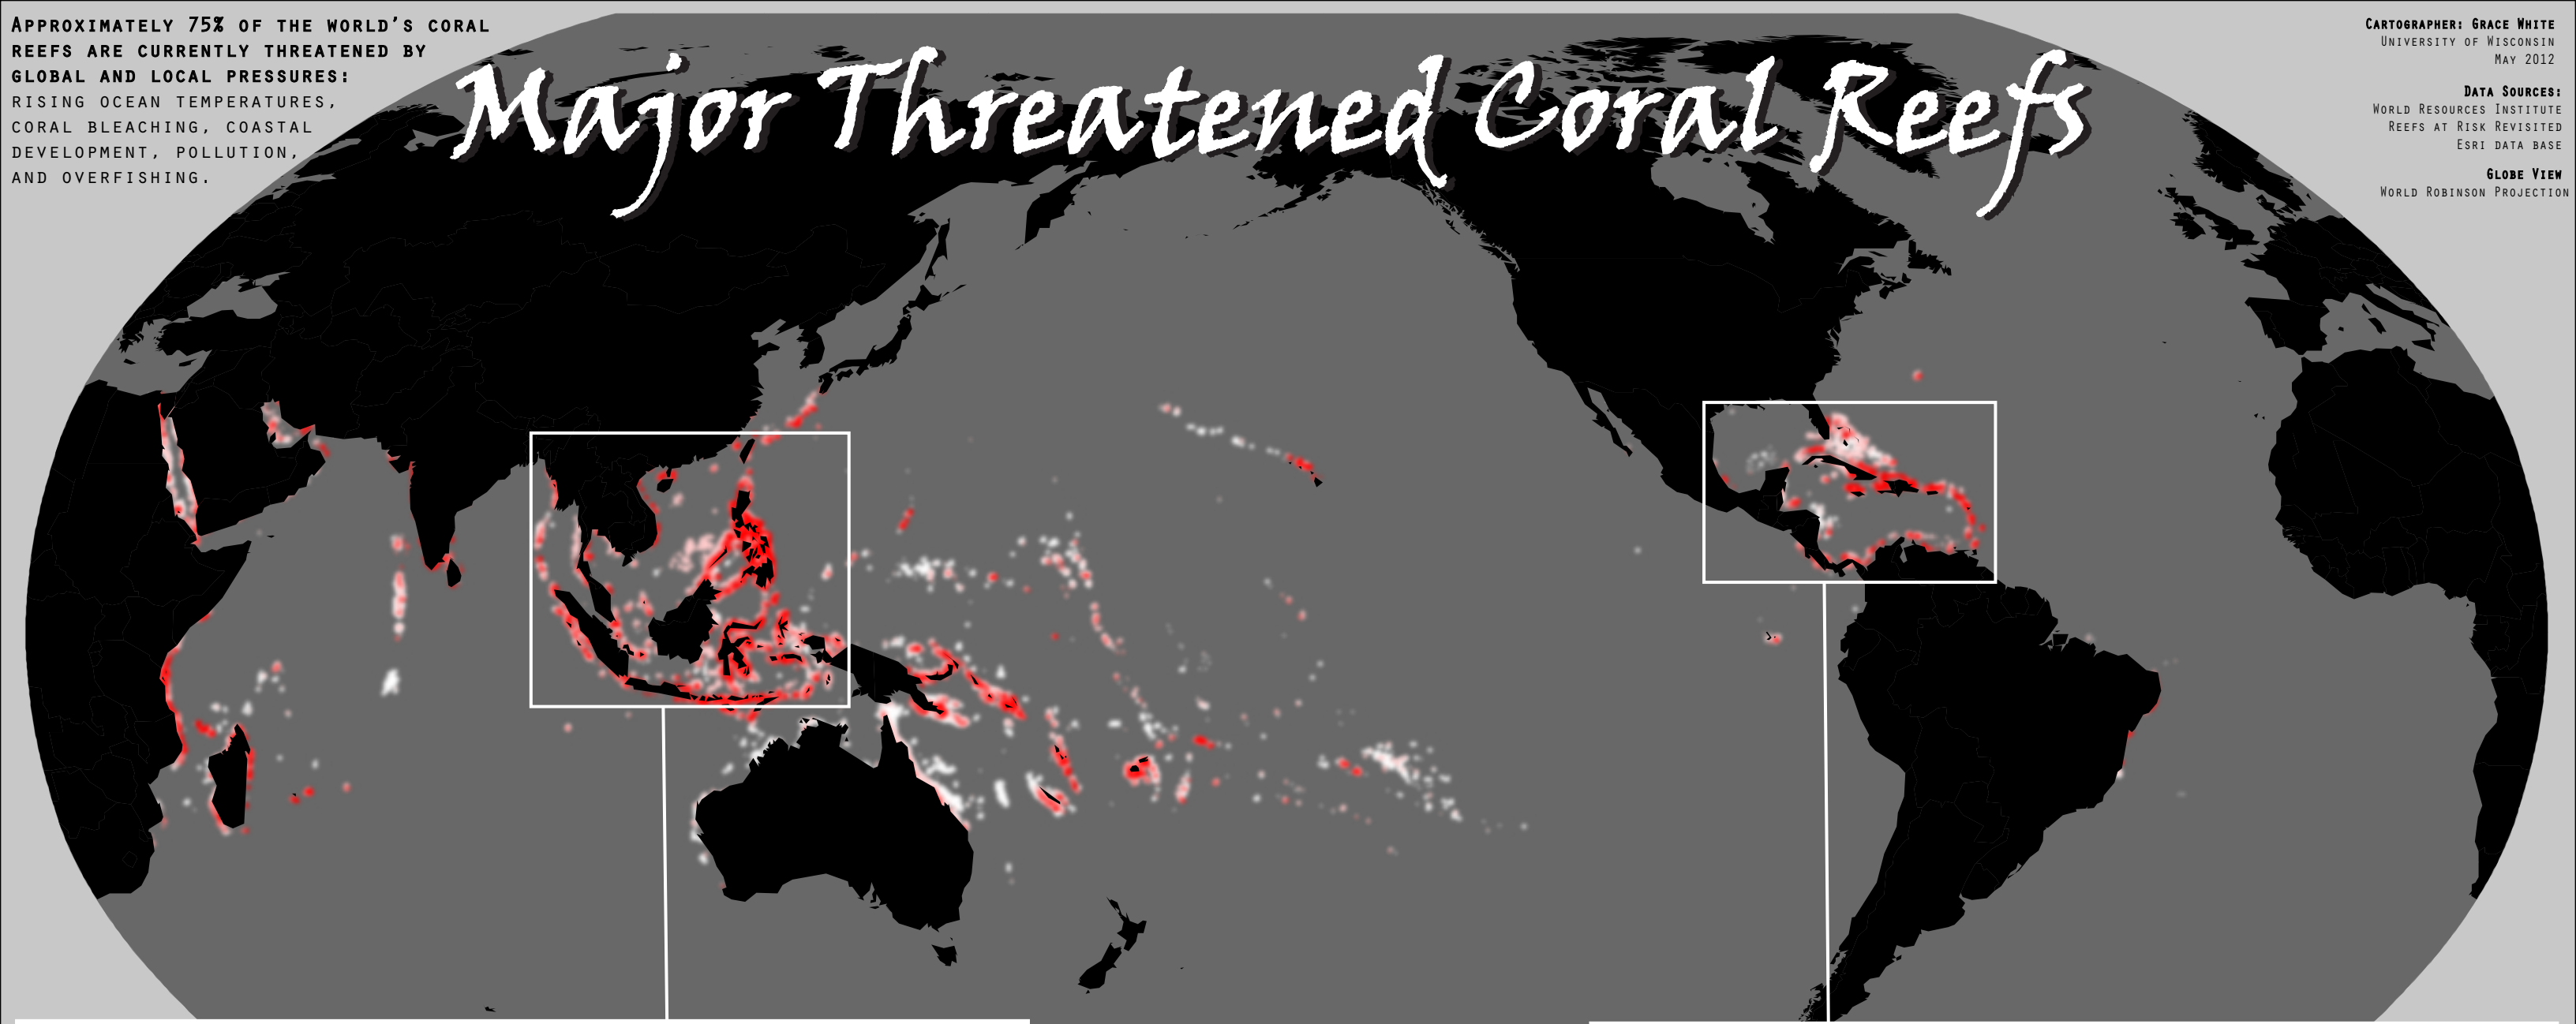 APPROXIMATELY 75% OF THE WORLD'S CORAL
REEFS ARE CURRENTLY THREATENED BY
GLOBAL AND LOCAL PRESSURES:
RISING OCEAN TEMPERATURES,
CORAL BLEACHING, COASTAL
DEVELOPMENT, POLLUTION,
AND OVERFISHING.
Major Threatened Coral Reefs
CARTOGRAPHER: GRACE WHITE
UNIVERSITY OF WISCONSIN
MAY 2012
DATA SOURCES:
WORLD RESOURCES INSTITUTE
REEFS AT RISK REVISITED
ESRI DATA BASE
GLOBE VIEW
WORLD ROBINSON PROJECTION